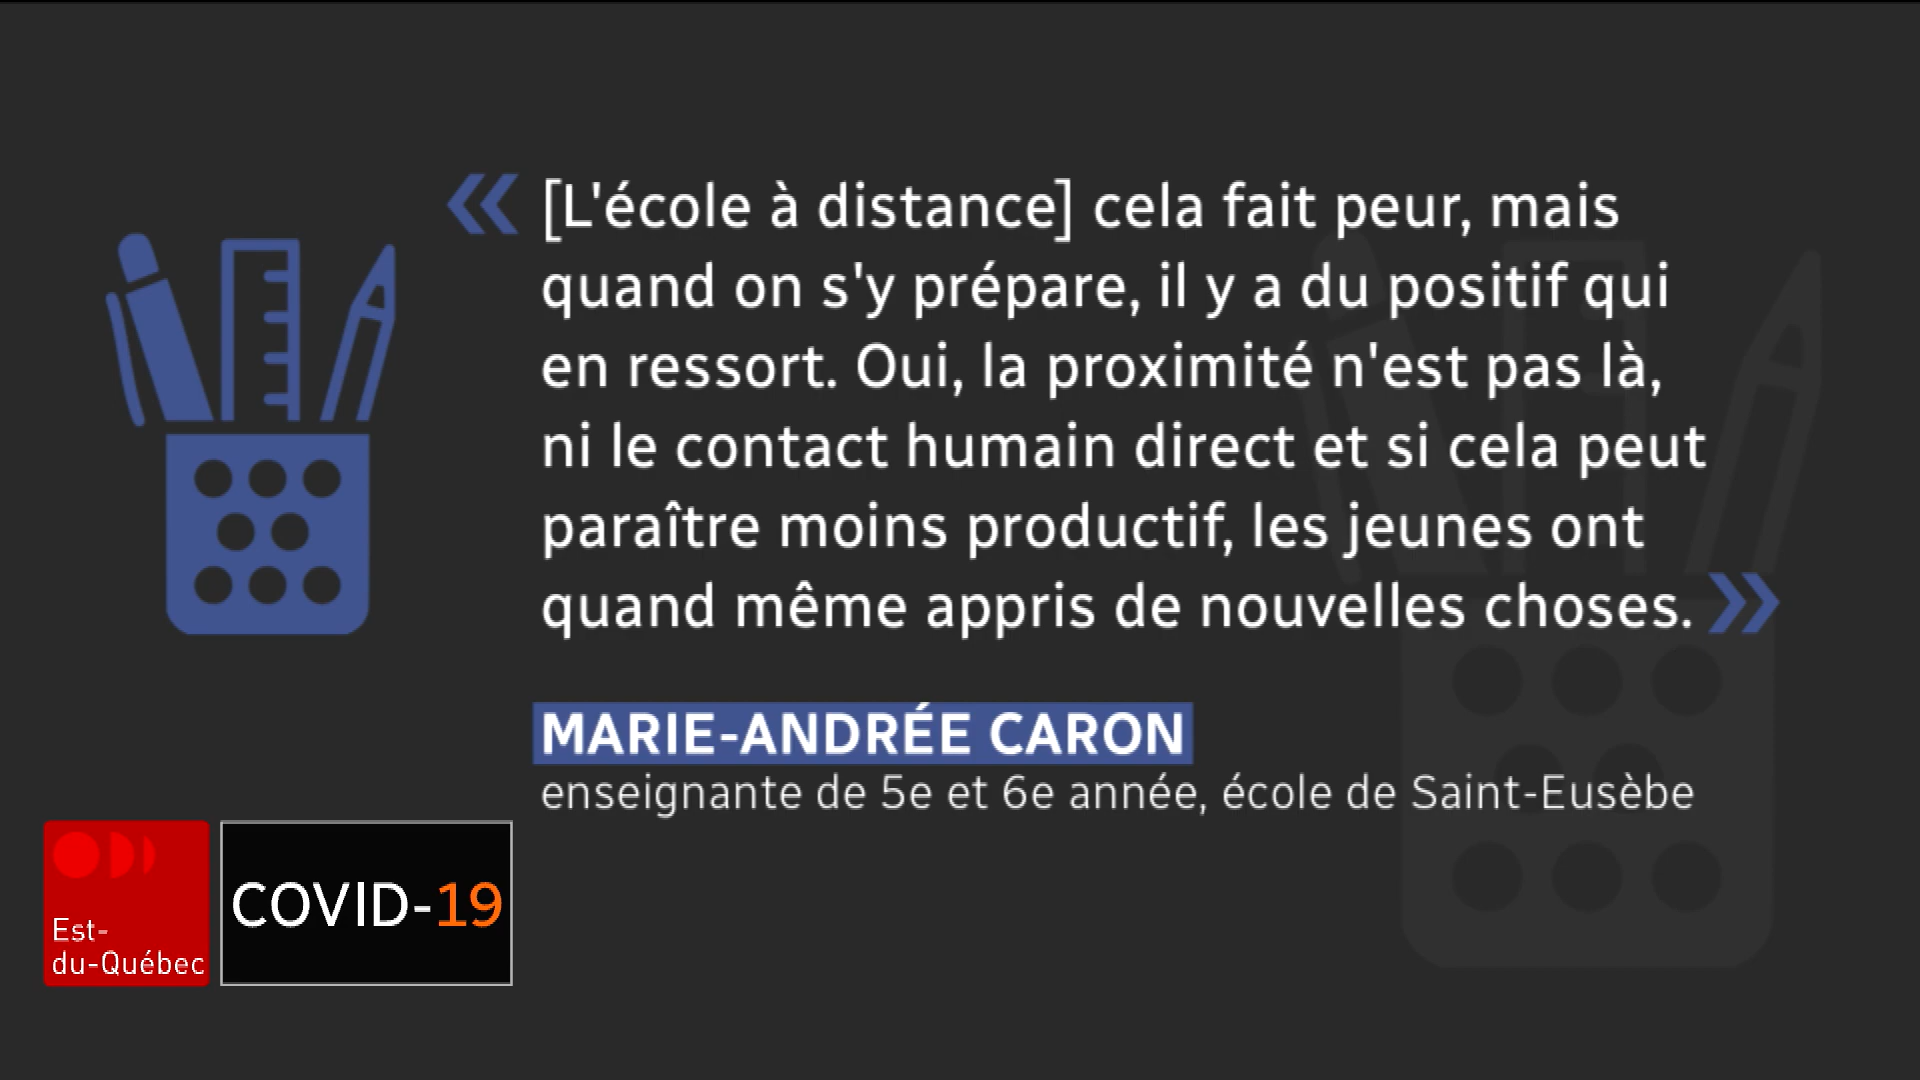 « [L'école à distance] cela fait peur, mais
quand on s'y prépare, il y a du positif qui
en ressort. Oui, la proximité n'est pas là,
ni le contact humain direct et si cela peut
paraître moins productif, les jeunes ont
quand même appris de nouvelles choses. »
MARIE-ANDRÉE CARON
enseignante de 5e et 6e année, école de Saint-Eusèbe
Est-
du-Québec
COVID-19